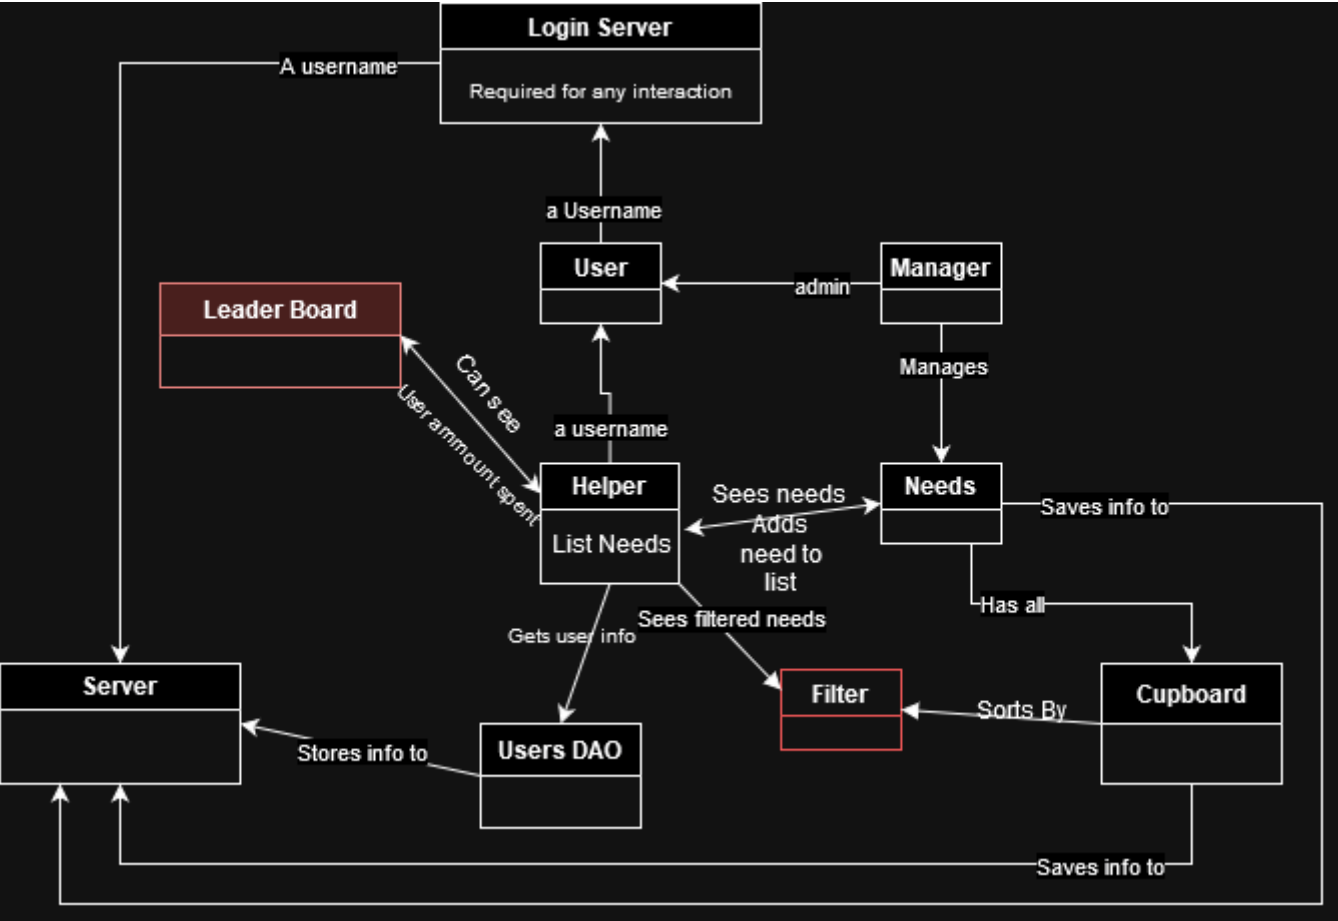 Login Server
A username
Required for any interaction
a Username
User
Manager
admin
Leader Board
Can see
Manages
User ammount spent
a username
Helper
Needs
Sees needs
Saves info to
Adds
need to
list
List Needs
Has all
Sees filtered needs
Gets user info
Server
Filter
Cupboard
Sorts By
Users DAO
Stores info to
Saves info to